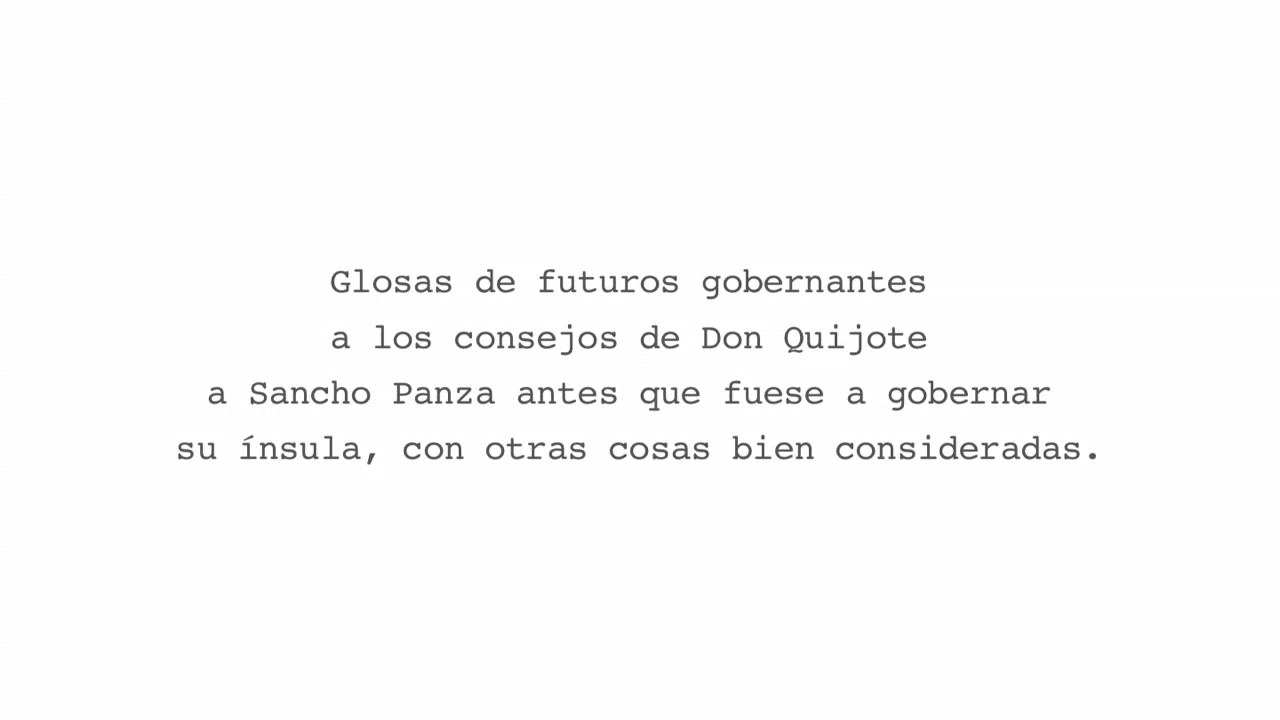 Glosas de futuros gobernantes
a los consejos de Don Quijote
a Sancho Panza antes que fuese a gobernar
su ínsula, con otras cosas bien consideradas.